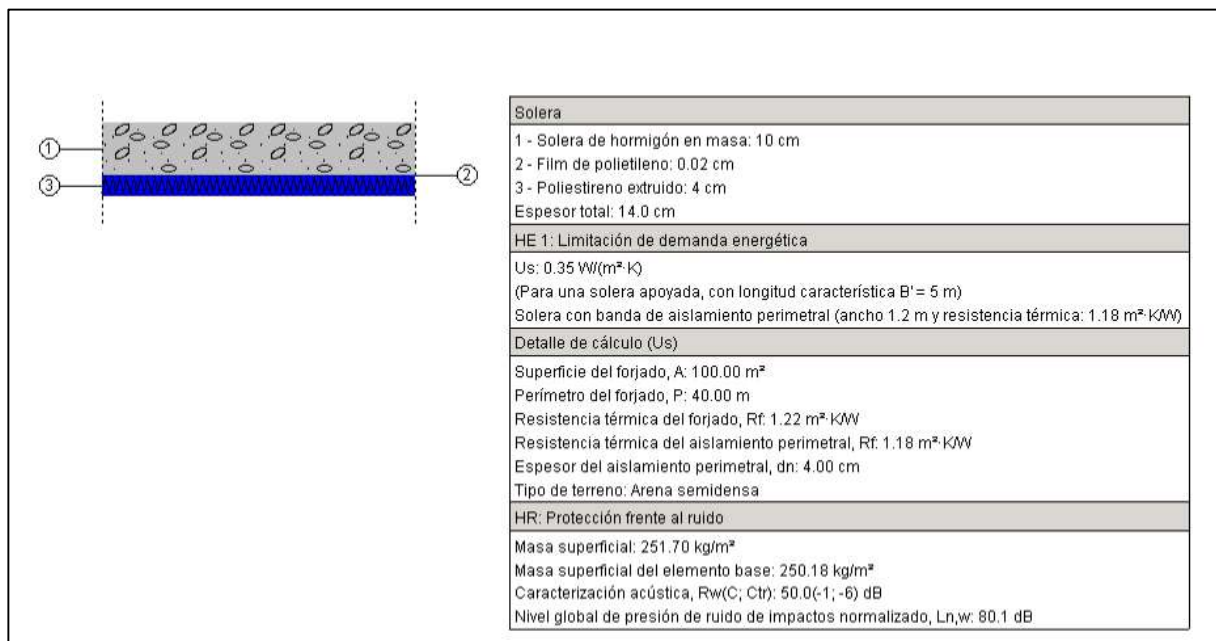 1
3
2
Solera
1 - Solera de hormigón en masa: 10 cm
2 - Film de polietileno: 0.02 cm
3 - Poliestireno extruido: 4 cm
Espesor total: 14.0 cm
HE 1: Limitación de demanda energética
Us: 0.35 W/(m²·K)
(Para una solera apoyada, con longitud característica B' = 5 m)
Solera con banda de aislamiento perimetral (ancho 1.2 m y resistencia térmica: 1.18 m²·K/W)
Detalle de cálculo (Us)
Superficie del forjado, A: 100.00 m²
Perímetro del forjado, P: 40.00 m
Resistencia térmica del forjado, Rf: 1.22 m²·K/W
Resistencia térmica del aislamiento perimetral, Rf: 1.18 m²·K/W
Espesor del aislamiento perimetral, dn: 4.00 cm
Tipo de terreno: Arena semidensa
HR: Protección frente al ruido
Masa superficial: 251.70 kg/m²
Masa superficial del elemento base: 250.18 kg/m²
Caracterización acústica, Rw(C; Ctr): 50.0(-1; -6) dB
Nivel global de presión de ruido de impactos normalizado, Ln,w: 80.1 dB